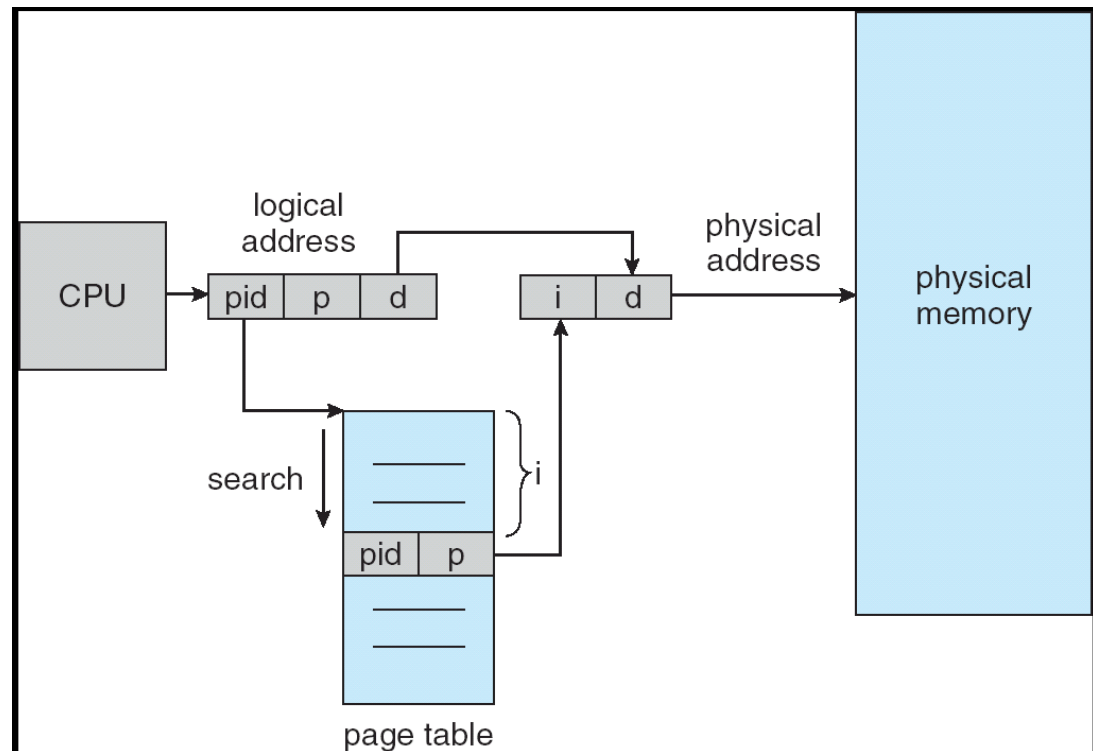 logical
address
physical
address
CPU
pid p d
i d
physical
memory
search
i
pid p
page table